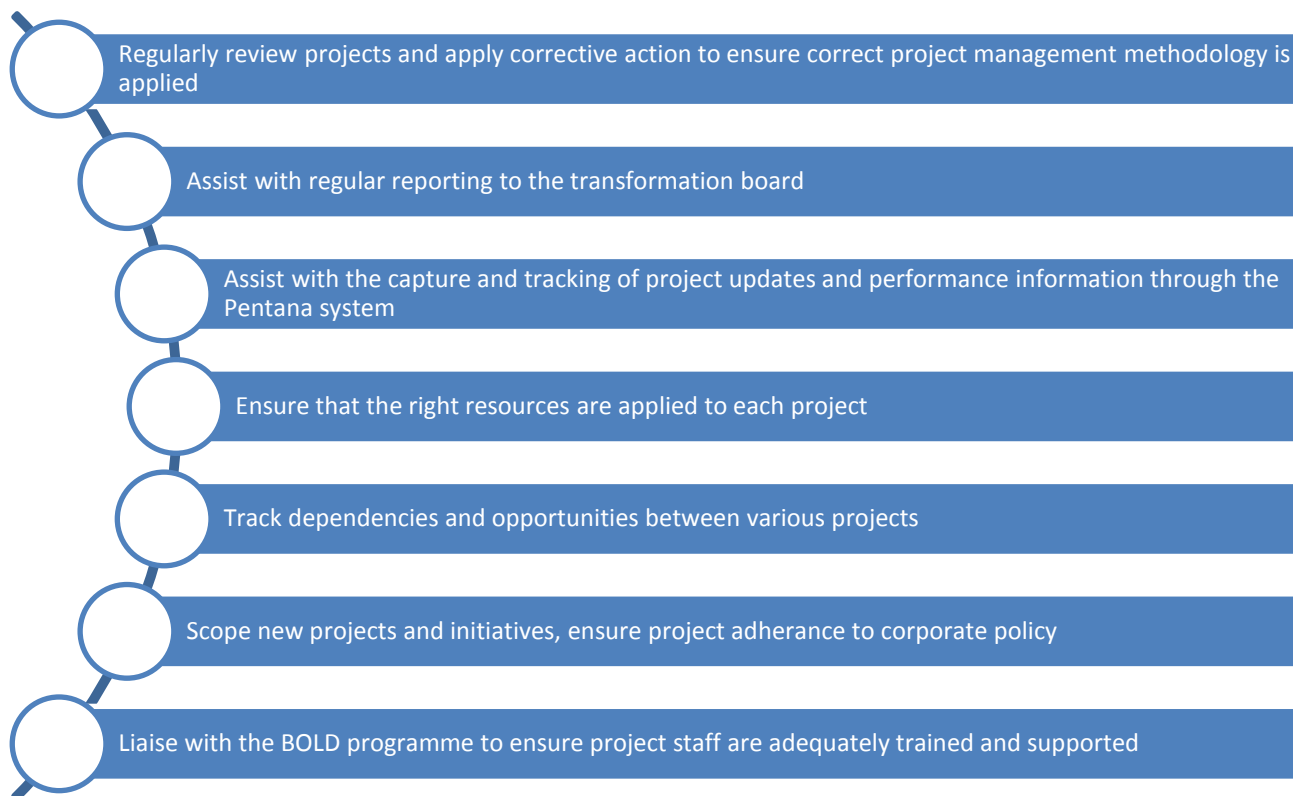 Regularly review projects and apply corrective action to ensure correct project management methodology is
applied
Assist with regular reporting to the transformation board
Assist with the capture and tracking of project updates and performance information through the
Pentana system
Ensure that the right resources are applied to each project
Track dependencies and opportunities between various projects
Scope new projects and initiatives, ensure project adherance to corporate policy
Liaise with the BOLD programme to ensure project staff are adequately trained and supported